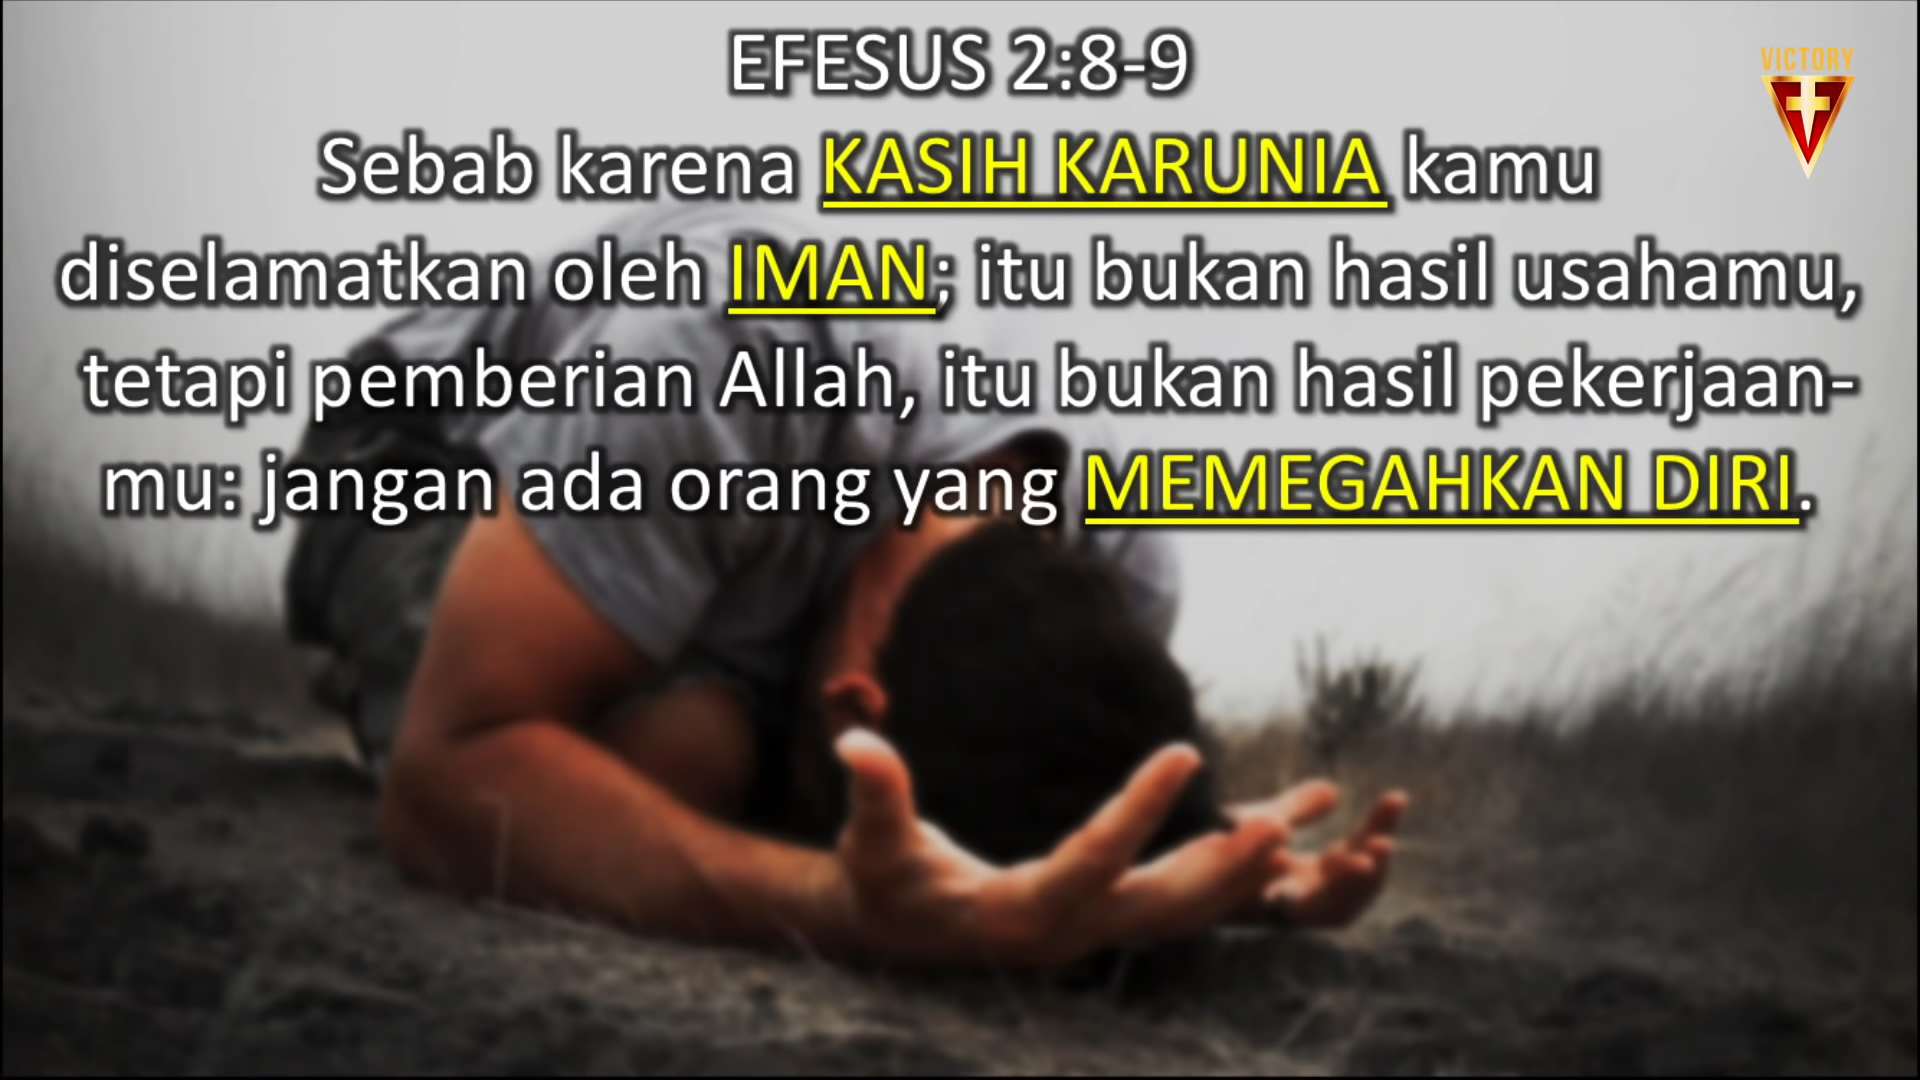 EFESUS 2:8-9
VICTORY
Sebab karena KASIH KARUNIA kamu
diselamatkan oleh IMAN; itu bukan hasil usahamu,
tetapi pemberian Allah, itu bukan hasil pekerjaan-
mu: jangan ada orang yang MEMEGAHKAN DIRI.